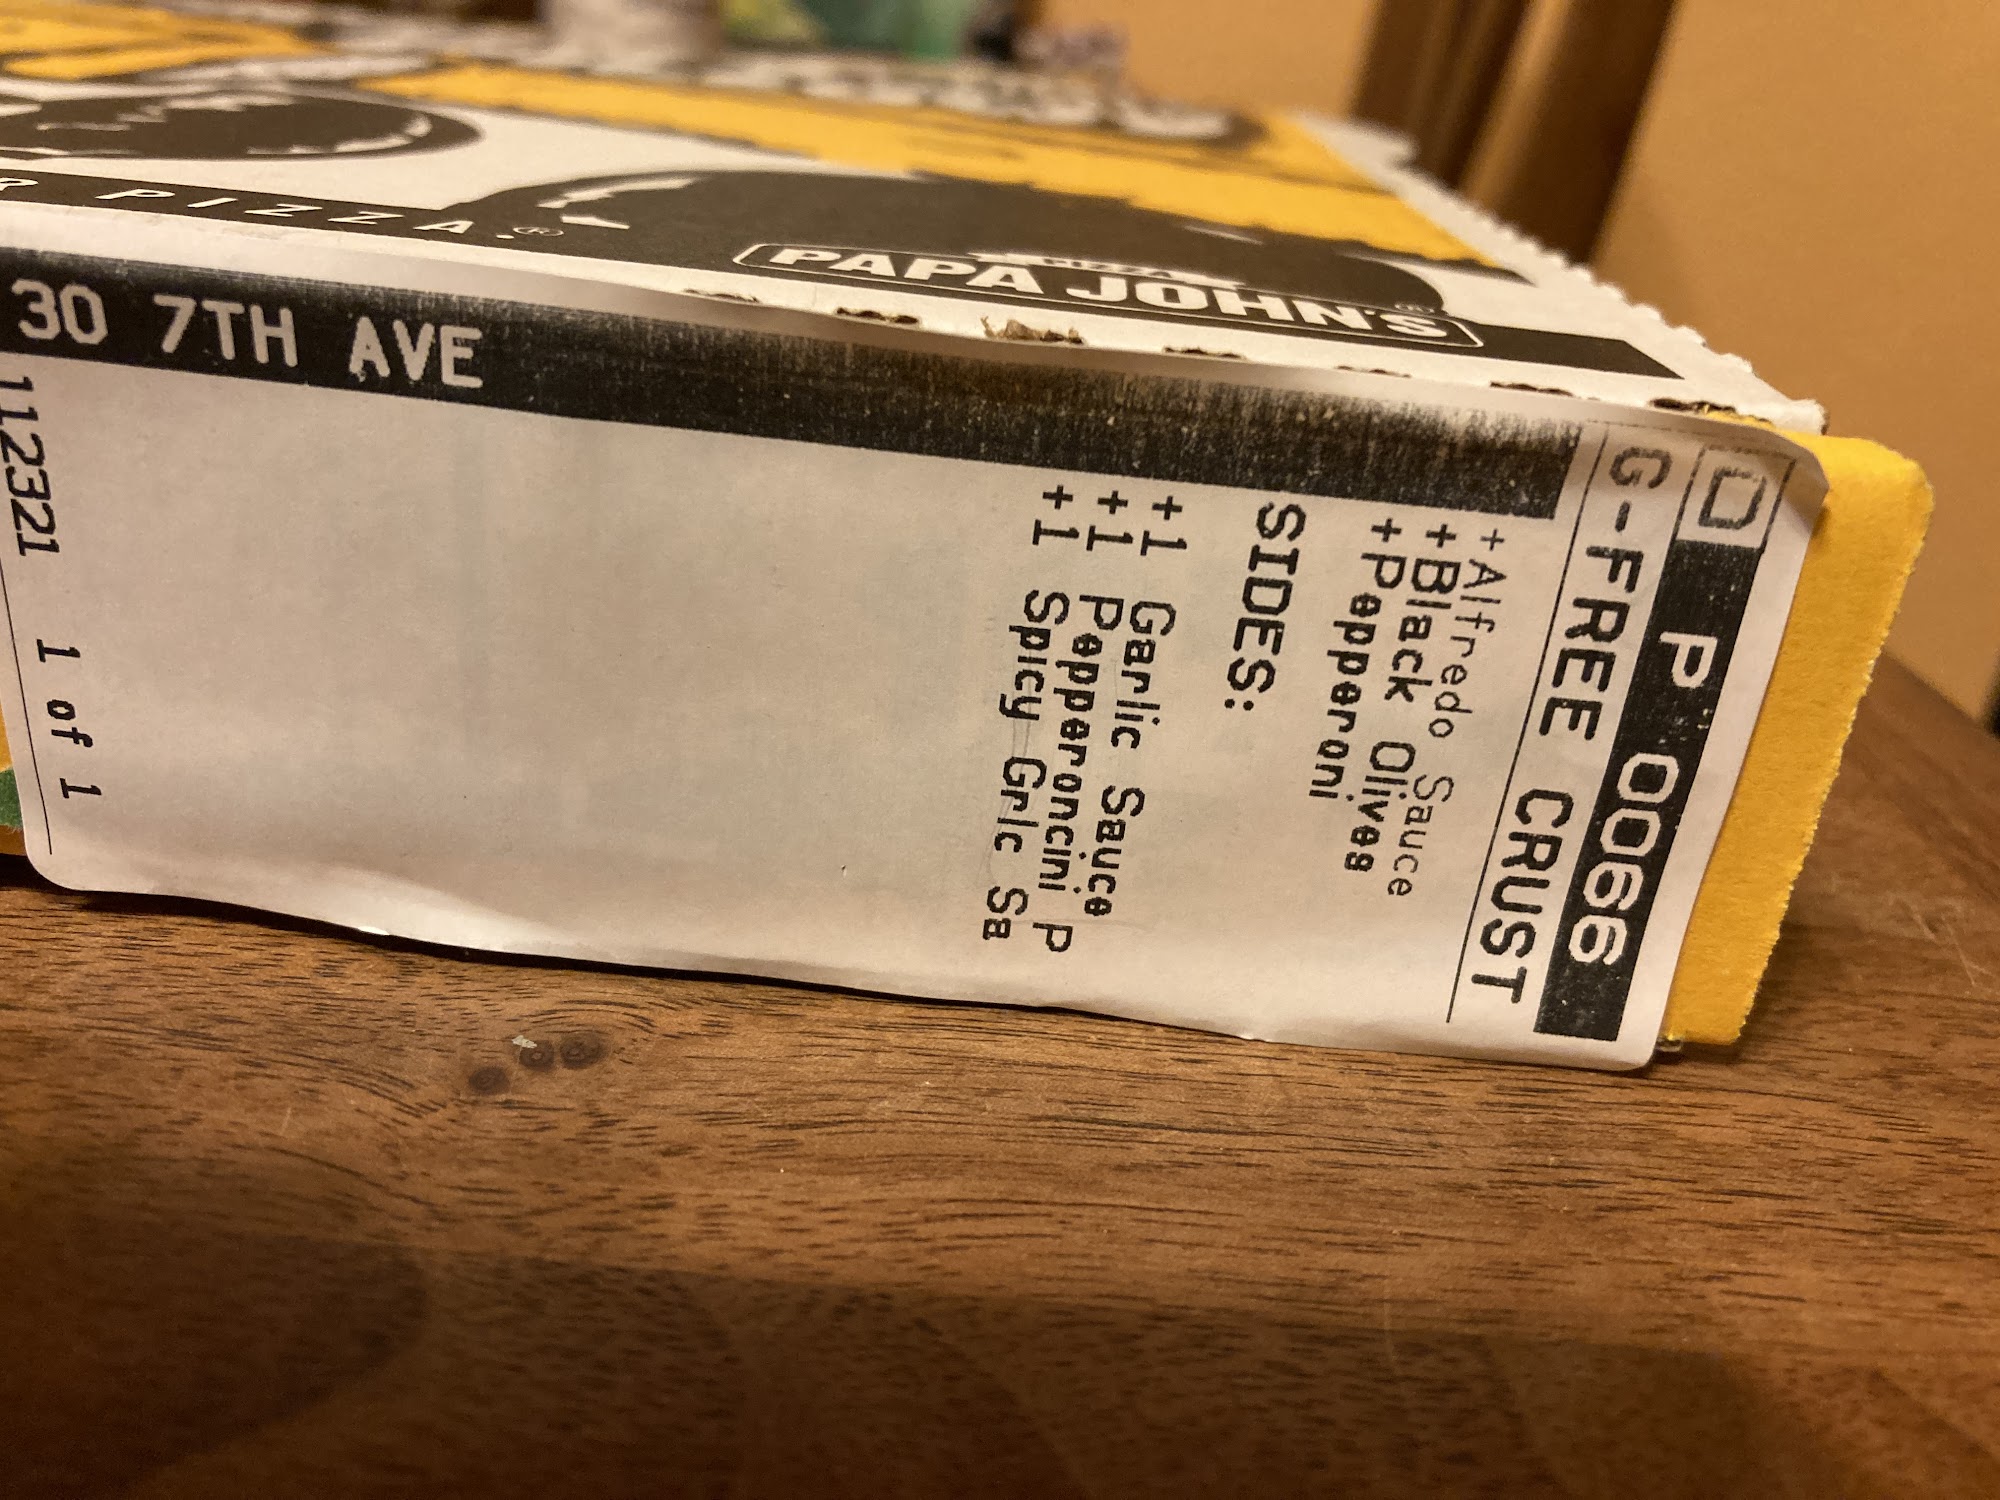 R PIZZA.®
PIZZA
PAPA JOHN'S®
30 7TH AVE
D P 0066
G-FREE CRUST
+Alfredo Sauce
+Black Olives
+Pepperoni
SIDES:
+1 Garlic Sauce
+1 Pepperoncini P
+1 Spicy Grlc Sa
112321 1 of 1